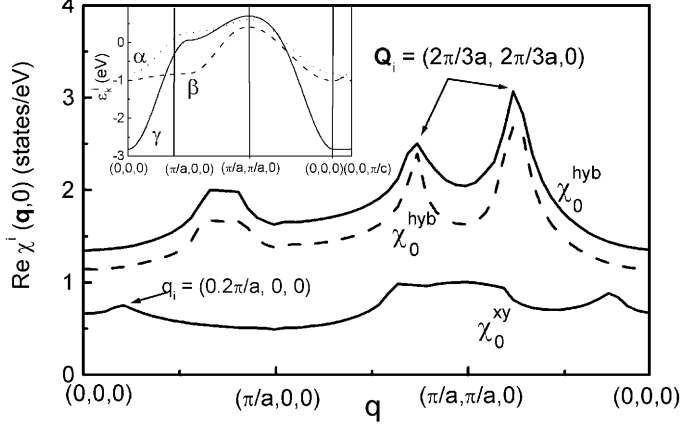 4
3
2
1
0
Re χ^i (q,0) (states/eV)
0
-1
-2
-3
ε_k^i (eV)
α
β
γ
(0,0,0)
(π/a,0,0)
(π/a,π/a,0)
(0,0,0)
(0,0,π/c)
Q_i = (2π/3a, 2π/3a,0)
χ_0^hyb
χ_0^hyb
q_i = (0.2π/a, 0, 0)
χ_0^xy
(0,0,0)
(π/a,0,0)
(π/a,π/a,0)
(0,0,0)
q